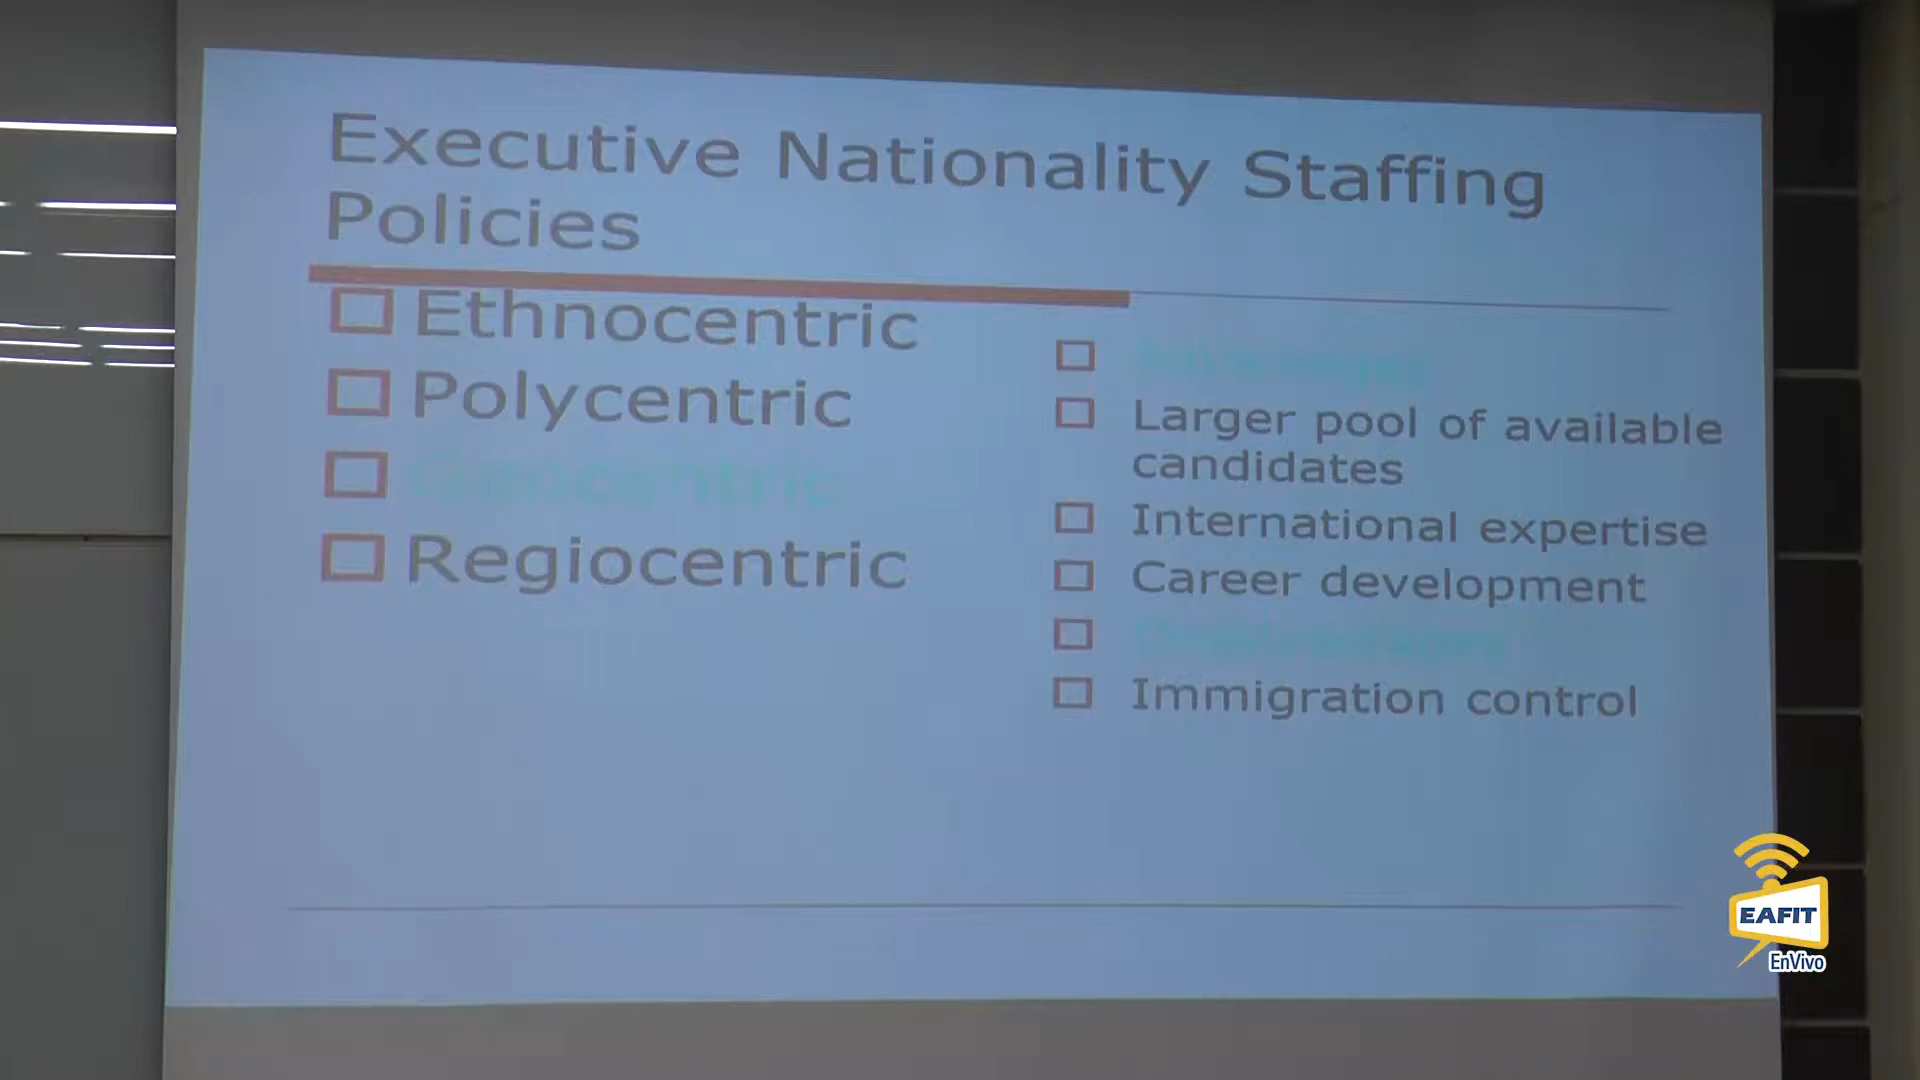 Executive Nationality Staffing
Policies
Ethnocentric
Polycentric
Geocentric
Regiocentric
Larger pool of available
candidates
International expertise
Career development
Immigration control
EAFIT
EnVivo